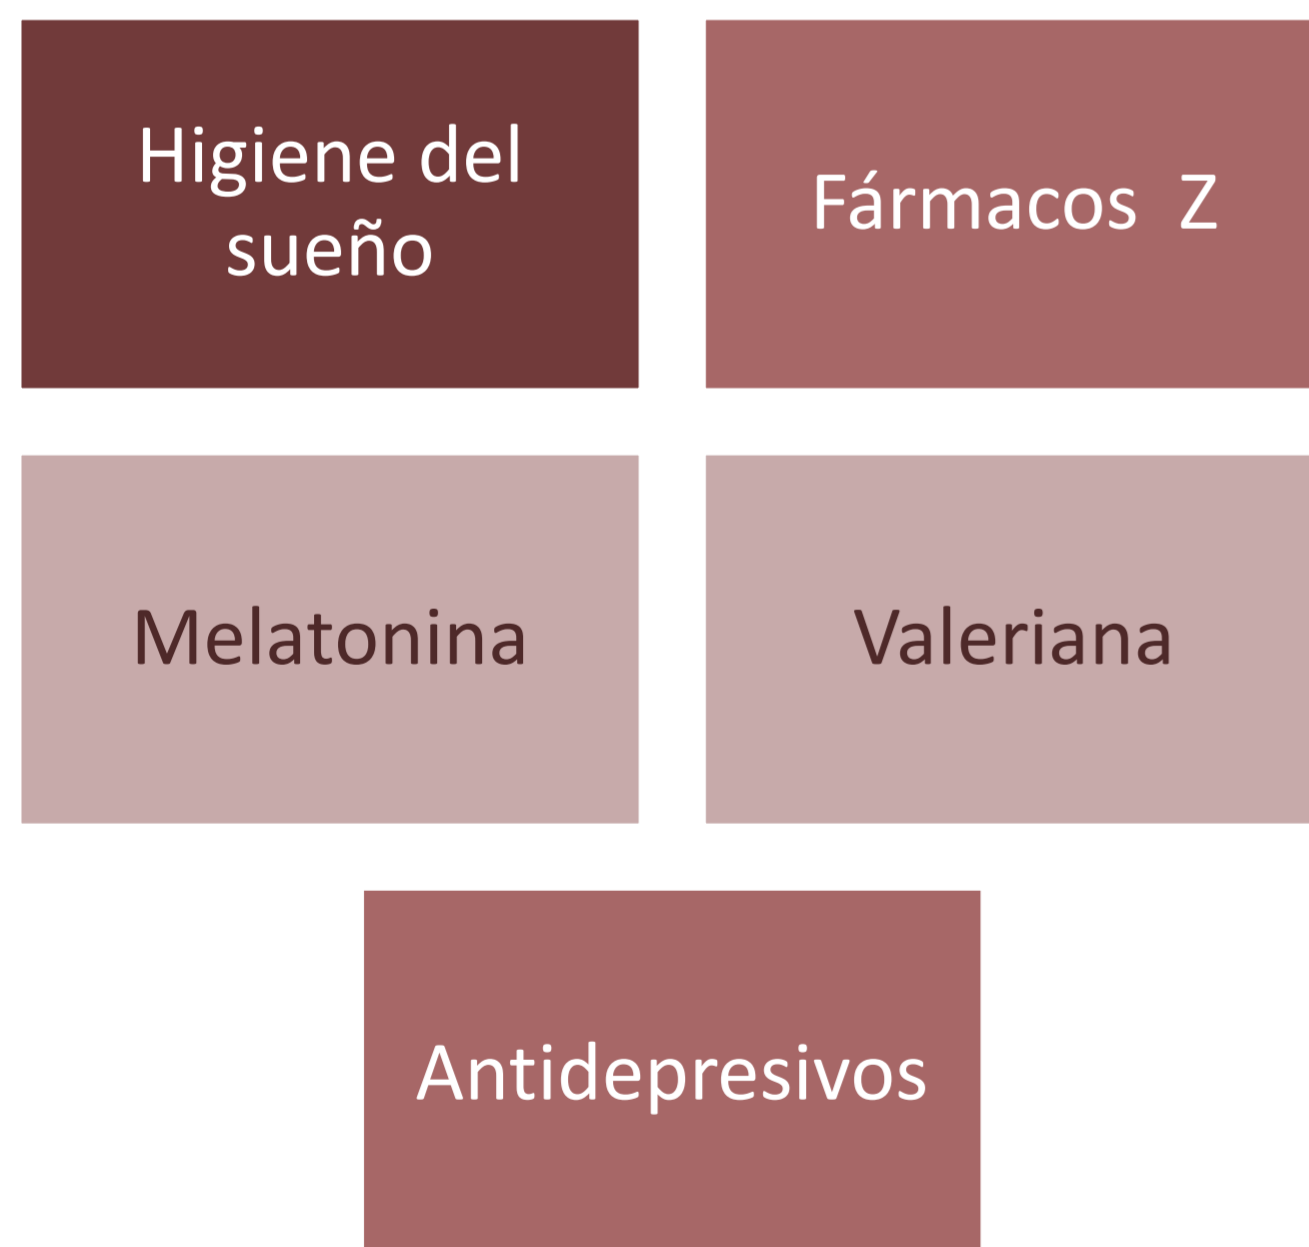 Higiene del
sueño
Fármacos  Z
Melatonina
Valeriana
Antidepresivos